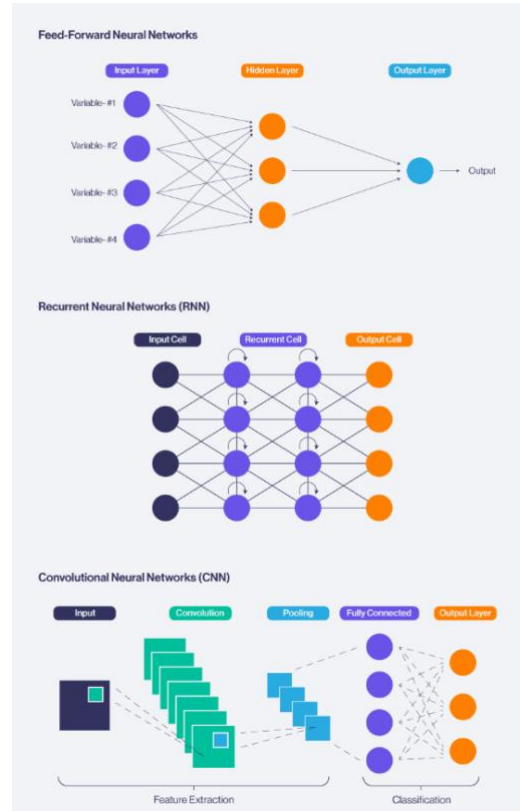 Feed-Forward Neural Networks
Input Layer Hidden Layer Output Layer
Variable- #1
Variable- #2
Variable- #3
Variable- #4
Output
Recurrent Neural Networks (RNN)
Input Cell Recurrent Cell Output Cell
Convolutional Neural Networks (CNN)
Input Convolution Pooling Fully Connected Output Layer
Feature Extraction Classification